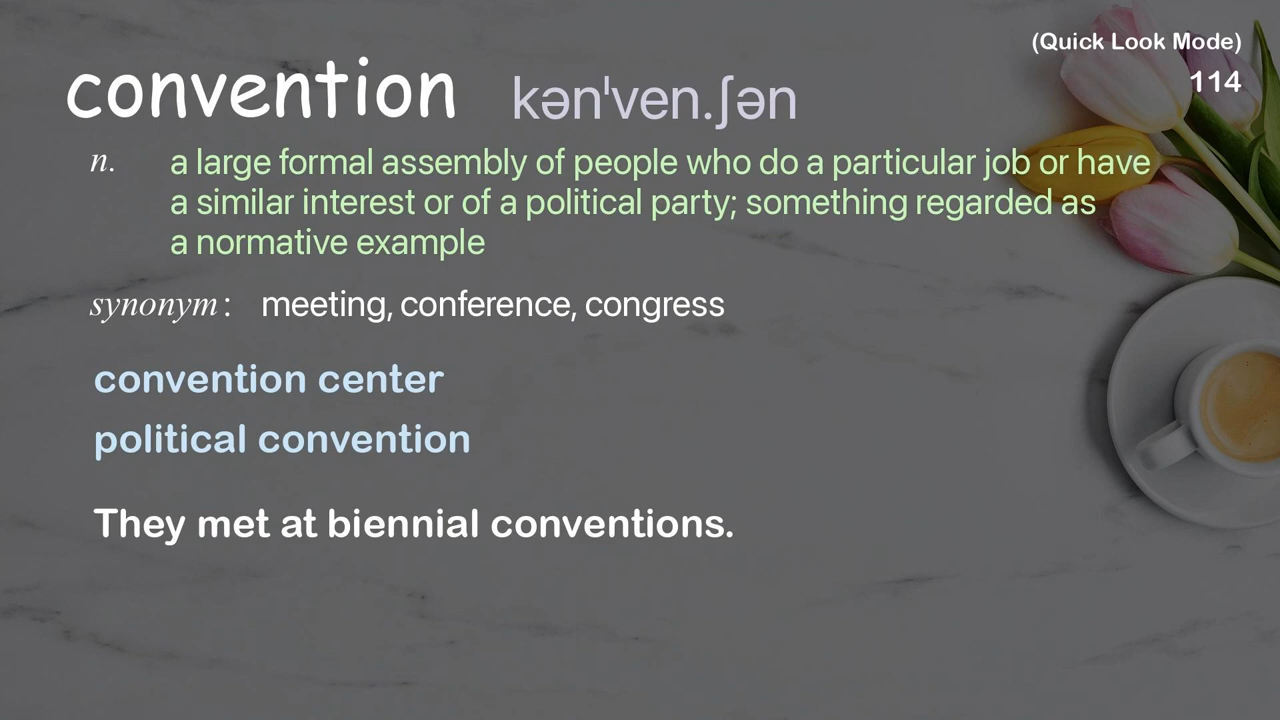 (Quick Look Mode)
114
convention kənˈven.ʃən
n. a large formal assembly of people who do a particular job or have
a similar interest or of a political party; something regarded as
a normative example
synonym: meeting, conference, congress
convention center
political convention
They met at biennial conventions.